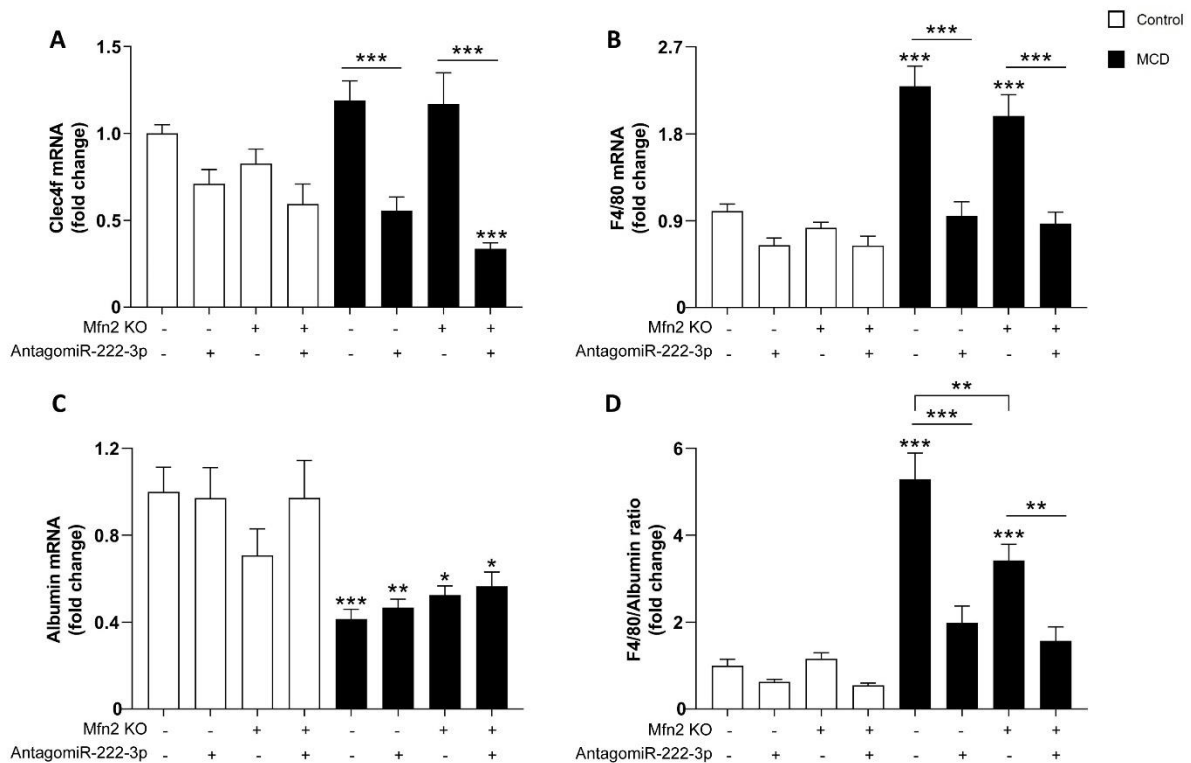 Control
MCD
A
1.5
1.0
0.5
0
Clec4f mRNA
(fold change)
*** ***
***
Mfn2 KO - - + + - - + +
AntagomiR-222-3p - + - + - + - +
B
2.7
1.8
0.9
0
F4/80 mRNA
(fold change)
***
*** ***
***
Mfn2 KO - - + + - - + +
AntagomiR-222-3p - + - + - + - +
C
1.2
0.8
0.4
0
Albumin mRNA
(fold change)
*** ** * *
Mfn2 KO - - + + - - + +
AntagomiR-222-3p - + - + - + - +
D
6
4
2
0
F4/80/Albumin ratio
(fold change)
**
***
***
**
***
Mfn2 KO - - + + - - + +
AntagomiR-222-3p - + - + - + - +